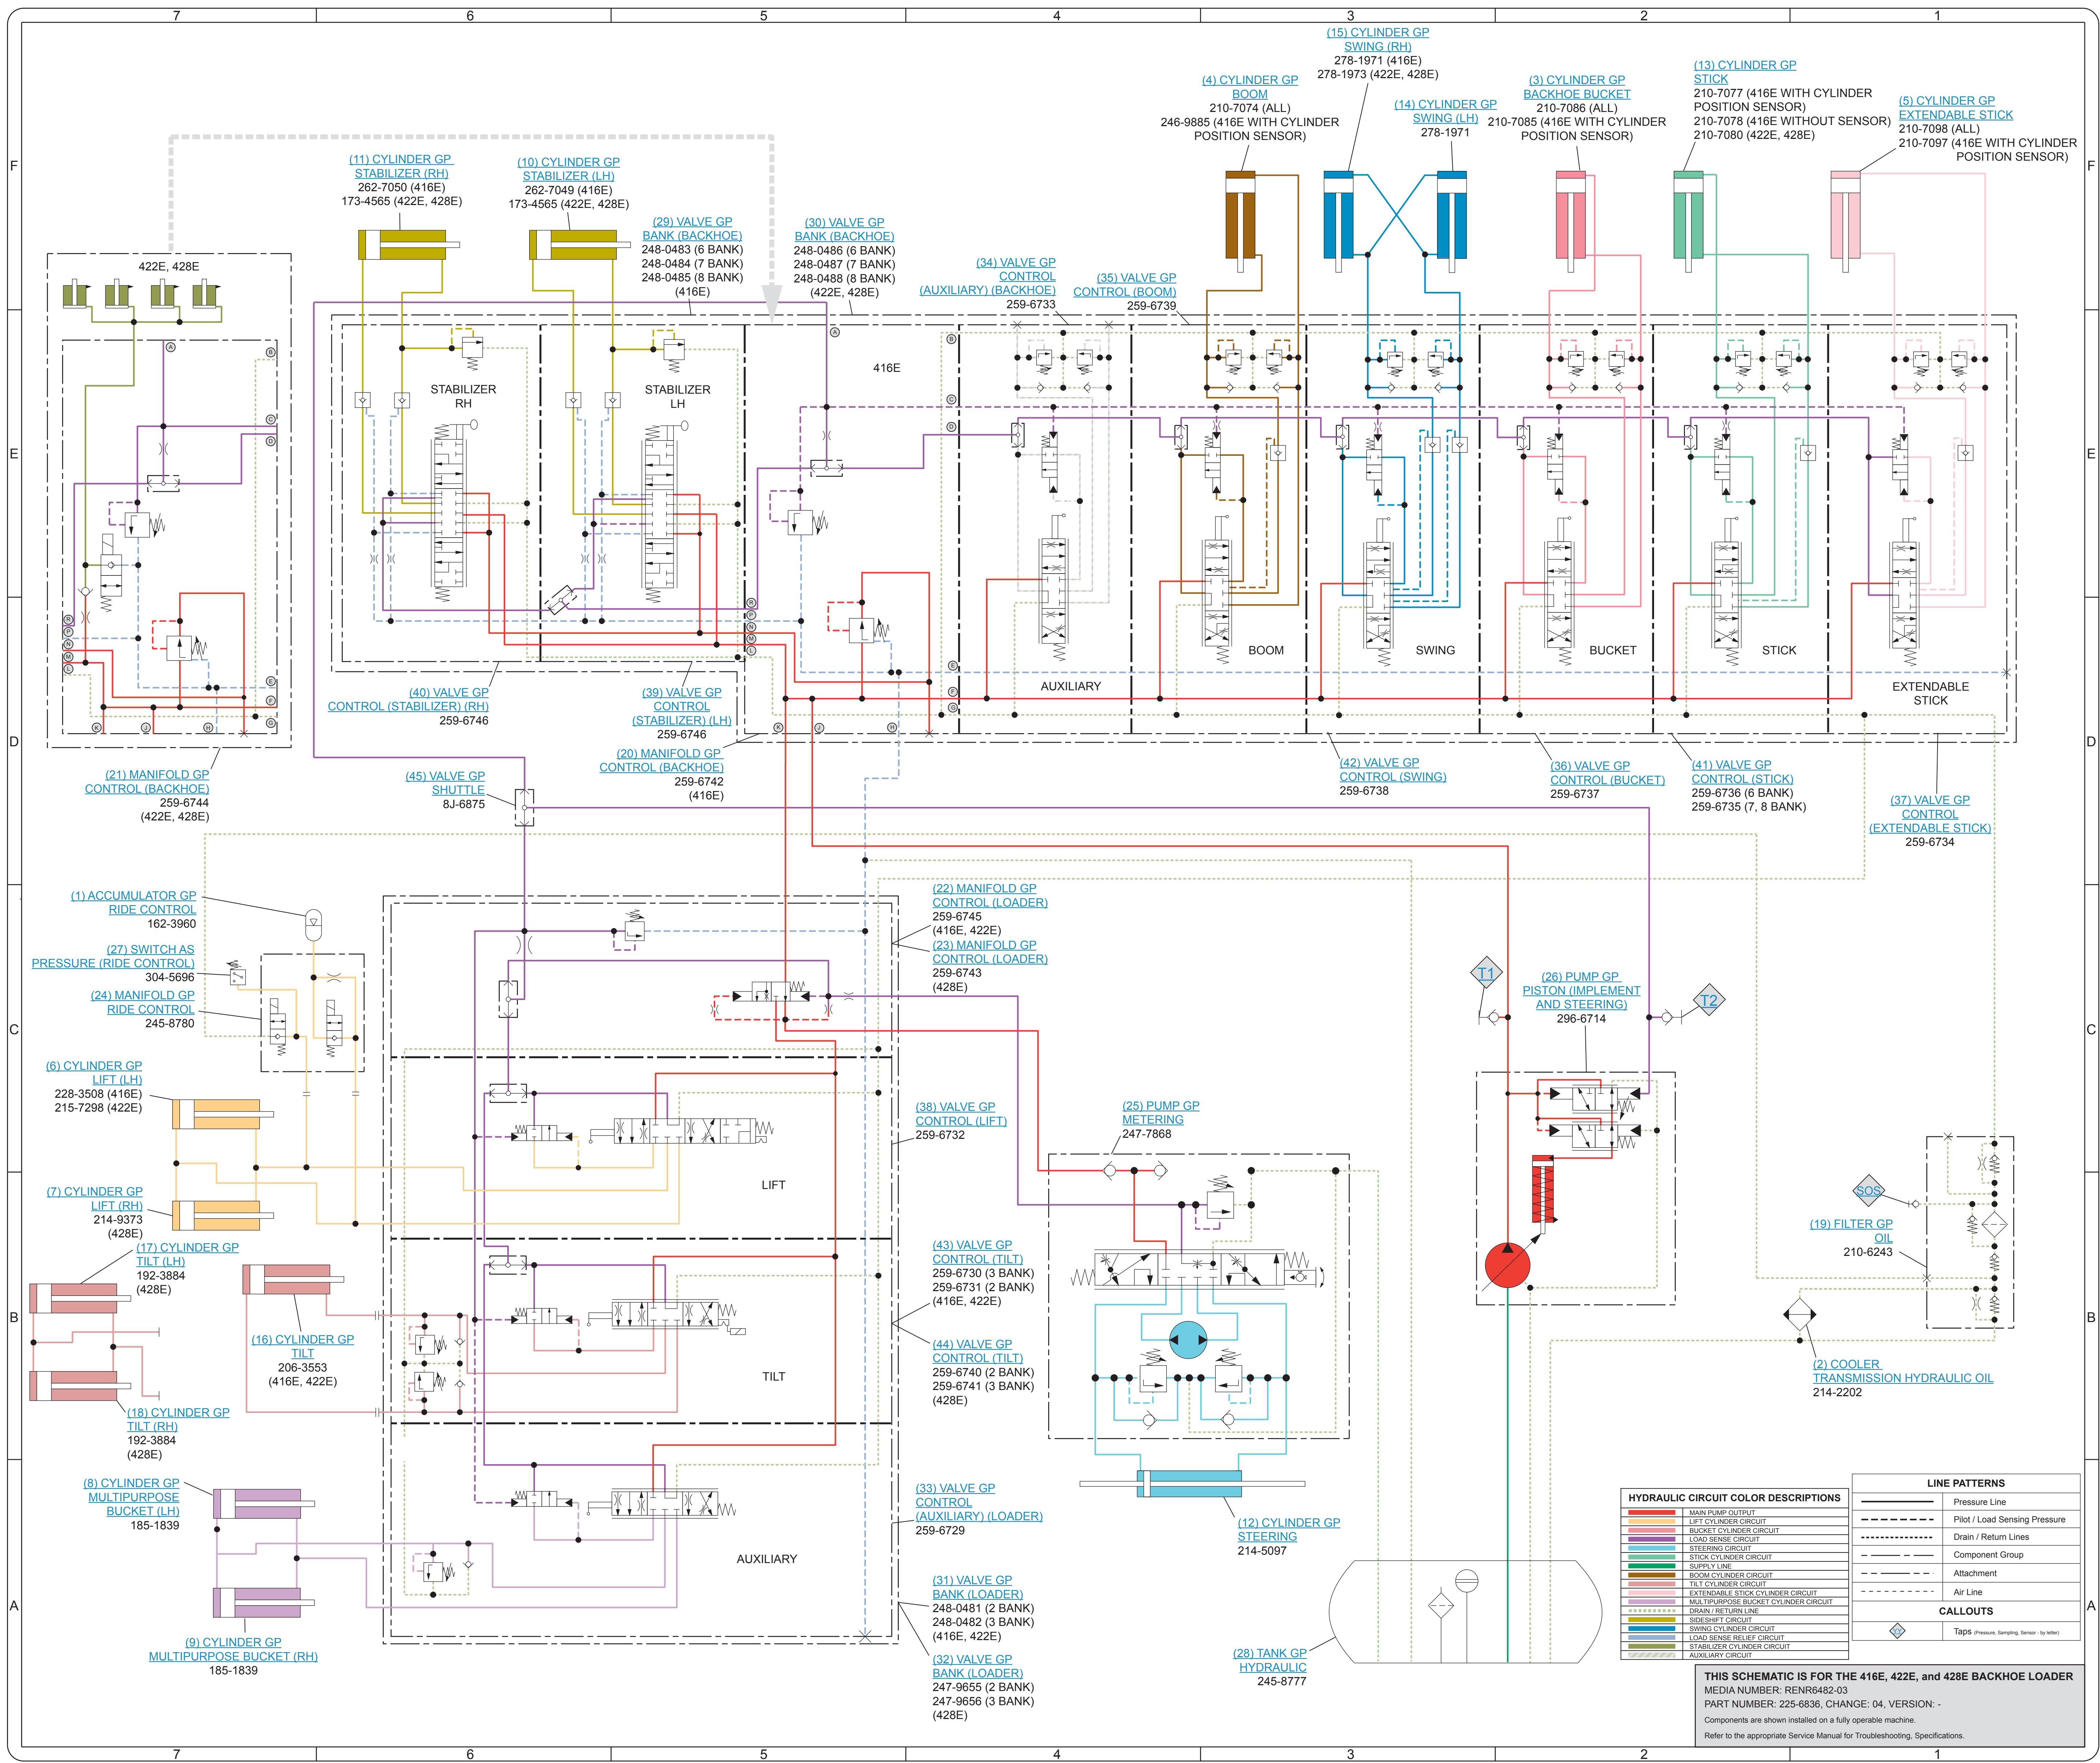 7
6
5
4
3
2
1
F
F
(15) CYLINDER GP
SWING (RH)
278-1971 (416E)
278-1973 (422E, 428E)
(4) CYLINDER GP
BOOM
210-7074 (ALL)
246-9885 (416E WITH CYLINDER
POSITION SENSOR)
(14) CYLINDER GP
SWING (LH)
278-1971
(3) CYLINDER GP
BACKHOE BUCKET
210-7086 (ALL)
210-7085 (416E WITH CYLINDER
POSITION SENSOR)
(13) CYLINDER GP
STICK
210-7077 (416E WITH CYLINDER
POSITION SENSOR)
210-7078 (416E WITHOUT SENSOR)
210-7080 (422E, 428E)
(5) CYLINDER GP
EXTENDABLE STICK
210-7098 (ALL)
210-7097 (416E WITH CYLINDER
POSITION SENSOR)
(11) CYLINDER GP
STABILIZER (RH)
262-7050 (416E)
173-4565 (422E, 428E)
(10) CYLINDER GP
STABILIZER (LH)
262-7049 (416E)
173-4565 (422E, 428E)
(29) VALVE GP
BANK (BACKHOE)
248-0483 (6 BANK)
248-0484 (7 BANK)
248-0485 (8 BANK)
(416E)
(30) VALVE GP
BANK (BACKHOE)
248-0486 (6 BANK)
248-0487 (7 BANK)
248-0488 (8 BANK)
(422E, 428E)
(34) VALVE GP
CONTROL
(AUXILIARY) (BACKHOE)
259-6733
(35) VALVE GP
CONTROL (BOOM)
259-6739
422E, 428E
A
B
C
D
R
P
N
M
L
E
F
G
K
J
H
STABILIZER
RH
STABILIZER
LH
416E
A
B
C
D
R
P
N
M
L
E
F
G
K
J
H
E
E
BOOM
SWING
BUCKET
STICK
AUXILIARY
EXTENDABLE
STICK
D
D
(40) VALVE GP
CONTROL (STABILIZER) (RH)
259-6746
(39) VALVE GP
CONTROL
(STABILIZER) (LH)
259-6746
(20) MANIFOLD GP
CONTROL (BACKHOE)
259-6742
(416E)
(21) MANIFOLD GP
CONTROL (BACKHOE)
259-6744
(422E, 428E)
(45) VALVE GP
SHUTTLE
8J-6875
(42) VALVE GP
CONTROL (SWING)
259-6738
(36) VALVE GP
CONTROL (BUCKET)
259-6737
(41) VALVE GP
CONTROL (STICK)
259-6736 (6 BANK)
259-6735 (7, 8 BANK)
(37) VALVE GP
CONTROL
(EXTENDABLE STICK)
259-6734
(1) ACCUMULATOR GP
RIDE CONTROL
162-3960
(27) SWITCH AS
PRESSURE (RIDE CONTROL)
304-5696
(24) MANIFOLD GP
RIDE CONTROL
245-8780
(22) MANIFOLD GP
CONTROL (LOADER)
259-6745
(416E, 422E)
(23) MANIFOLD GP
CONTROL (LOADER)
259-6743
(428E)
T1
(26) PUMP GP
PISTON (IMPLEMENT
AND STEERING)
296-6714
T2
C
C
(6) CYLINDER GP
LIFT (LH)
228-3508 (416E)
215-7298 (422E)
(38) VALVE GP
CONTROL (LIFT)
259-6732
(25) PUMP GP
METERING
247-7868
LIFT
(7) CYLINDER GP
LIFT (RH)
214-9373
(428E)
SOS
(19) FILTER GP
OIL
210-6243
(17) CYLINDER GP
TILT (LH)
192-3884
(428E)
(43) VALVE GP
CONTROL (TILT)
259-6730 (3 BANK)
259-6731 (2 BANK)
(416E, 422E)
B
B
(16) CYLINDER GP
TILT
206-3553
(416E, 422E)
(44) VALVE GP
CONTROL (TILT)
259-6740 (2 BANK)
259-6741 (3 BANK)
(428E)
TILT
(2) COOLER
TRANSMISSION HYDRAULIC OIL
214-2202
(18) CYLINDER GP
TILT (RH)
192-3884
(428E)
(8) CYLINDER GP
MULTIPURPOSE
BUCKET (LH)
185-1839
(33) VALVE GP
CONTROL
(AUXILIARY) (LOADER)
259-6729
(12) CYLINDER GP
STEERING
214-5097
AUXILIARY
(31) VALVE GP
BANK (LOADER)
248-0481 (2 BANK)
248-0482 (3 BANK)
(416E, 422E)
A
A
(9) CYLINDER GP
MULTIPURPOSE BUCKET (RH)
185-1839
(32) VALVE GP
BANK (LOADER)
247-9655 (2 BANK)
247-9656 (3 BANK)
(428E)
(28) TANK GP
HYDRAULIC
245-8777
HYDRAULIC CIRCUIT COLOR DESCRIPTIONS
MAIN PUMP OUTPUT
LIFT CYLINDER CIRCUIT
BUCKET CYLINDER CIRCUIT
LOAD SENSE CIRCUIT
STEERING CIRCUIT
STICK CYLINDER CIRCUIT
SUPPLY LINE
BOOM CYLINDER CIRCUIT
TILT CYLINDER CIRCUIT
EXTENDABLE STICK CYLINDER CIRCUIT
MULTIPURPOSE BUCKET CYLINDER CIRCUIT
DRAIN / RETURN LINE
SIDESHIFT CIRCUIT
SWING CYLINDER CIRCUIT
LOAD SENSE RELIEF CIRCUIT
STABILIZER CYLINDER CIRCUIT
AUXILIARY CIRCUIT
LINE PATTERNS
Pressure Line
Pilot / Load Sensing Pressure
Drain / Return Lines
Component Group
Attachment
Air Line
CALLOUTS
Taps (Pressure, Sampling, Sensor - by letter)
THIS SCHEMATIC IS FOR THE 416E, 422E, and 428E BACKHOE LOADER
MEDIA NUMBER: RENR6482-03
PART NUMBER: 225-6836, CHANGE: 04, VERSION: -
Components are shown installed on a fully operable machine.
Refer to the appropriate Service Manual for Troubleshooting, Specifications.
7
6
5
4
3
2
1